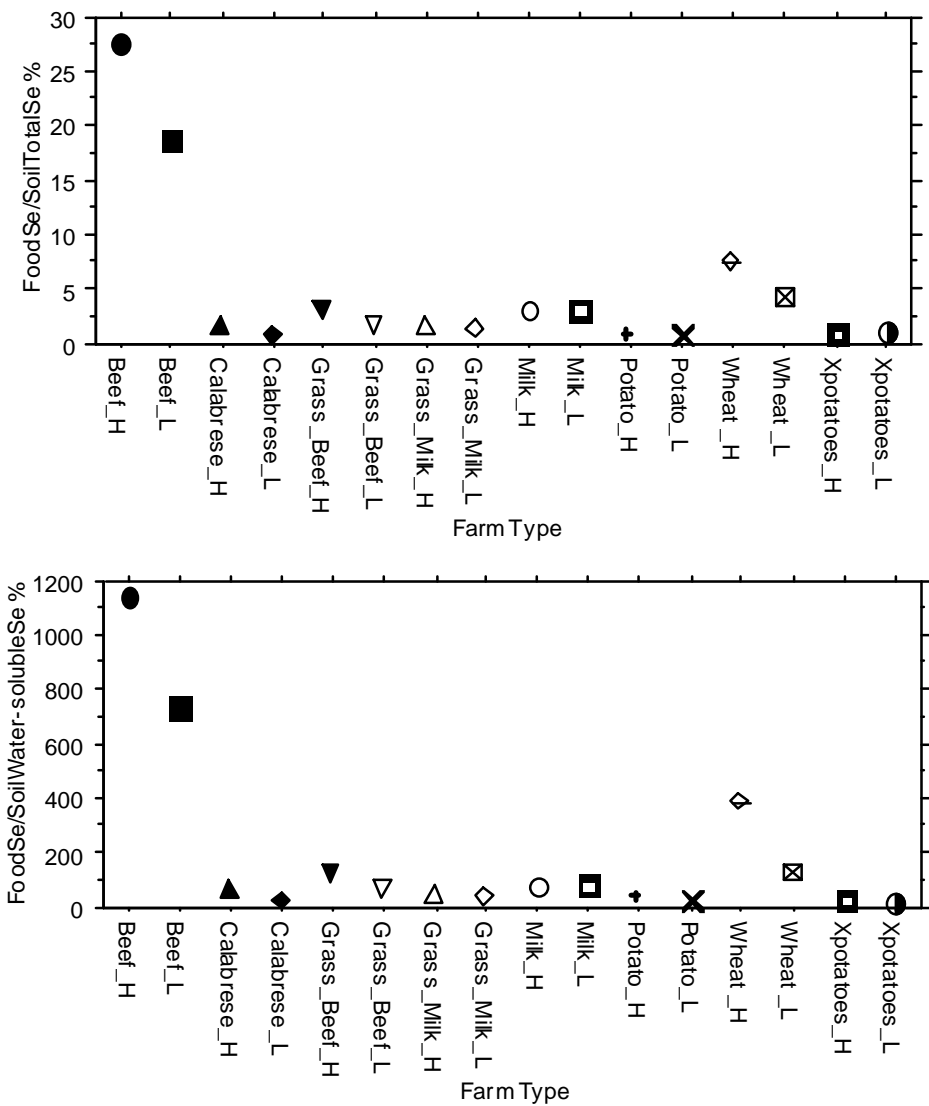 FoodSe/SoilTotalSe %
30
25
20
15
10
5
0
Beef_H
Beef_L
Calabrese_H
Calabrese_L
Grass_Beef_H
Grass_Beef_L
Grass_Milk_H
Grass_Milk_L
Milk_H
Milk_L
Potato_H
Potato_L
Wheat_H
Wheat_L
Xpotatoes_H
Xpotatoes_L
Farm Type
FoodSe/SoilWater-solubleSe %
1200
1000
800
600
400
200
0
Beef_H
Beef_L
Calabrese_H
Calabrese_L
Grass_Beef_H
Grass_Beef_L
Grass_Milk_H
Grass_Milk_L
Milk_H
Milk_L
Potato_H
Potato_L
Wheat_H
Wheat_L
Xpotatoes_H
Xpotatoes_L
Farm Type